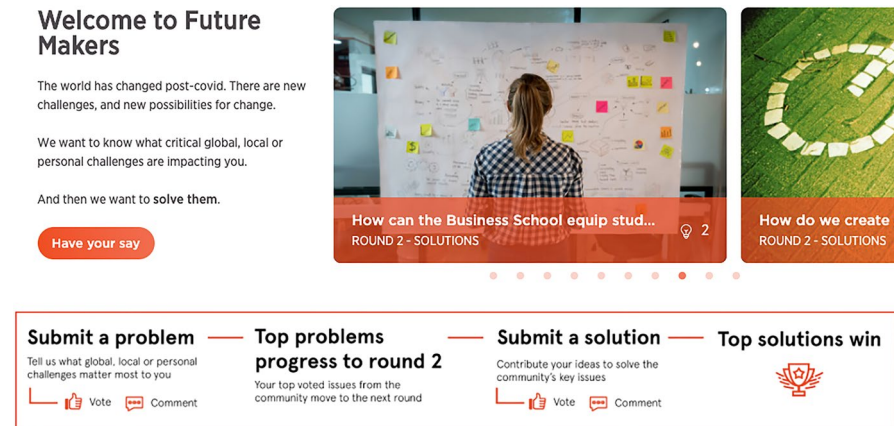 Welcome to Future
Makers
The world has changed post-covid. There are new
challenges, and new possibilities for change.
We want to know what critical global, local or
personal challenges are impacting you.
And then we want to solve them.
Have your say
How can the Business School equip stud...
ROUND 2 - SOLUTIONS
2
How do we create
ROUND 2 - SOLUTIONS
Submit a problem
Tell us what global, local or personal
challenges matter most to you
Vote
Comment
Top problems
progress to round 2
Your top voted issues from the
community move to the next round
Submit a solution
Contribute your ideas to solve the
community's key issues
Vote
Comment
Top solutions win